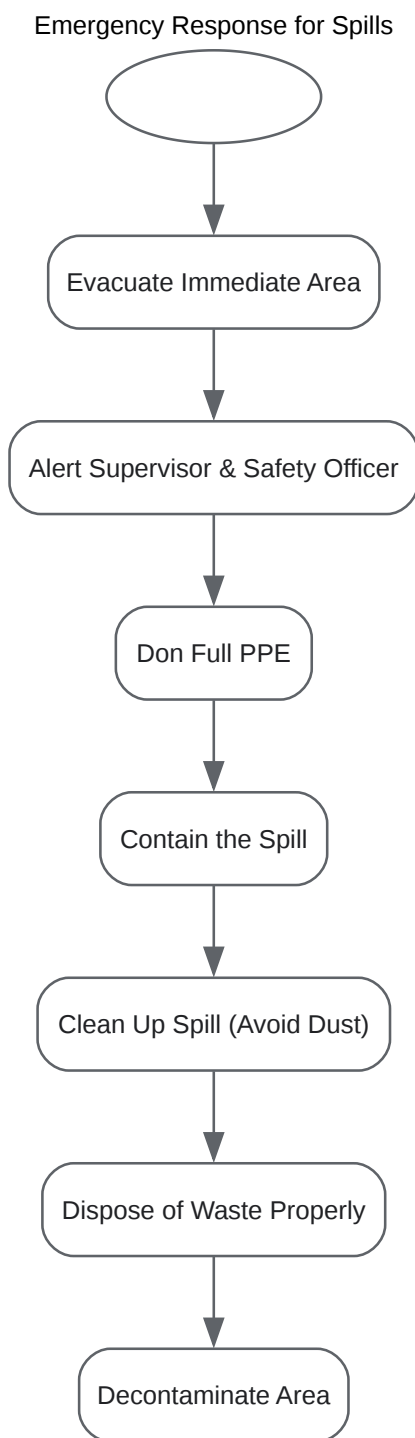 Emergency Response for Spills
Evacuate Immediate Area
Alert Supervisor & Safety Officer
Don Full PPE
Contain the Spill
Clean Up Spill (Avoid Dust)
Dispose of Waste Properly
Decontaminate Area